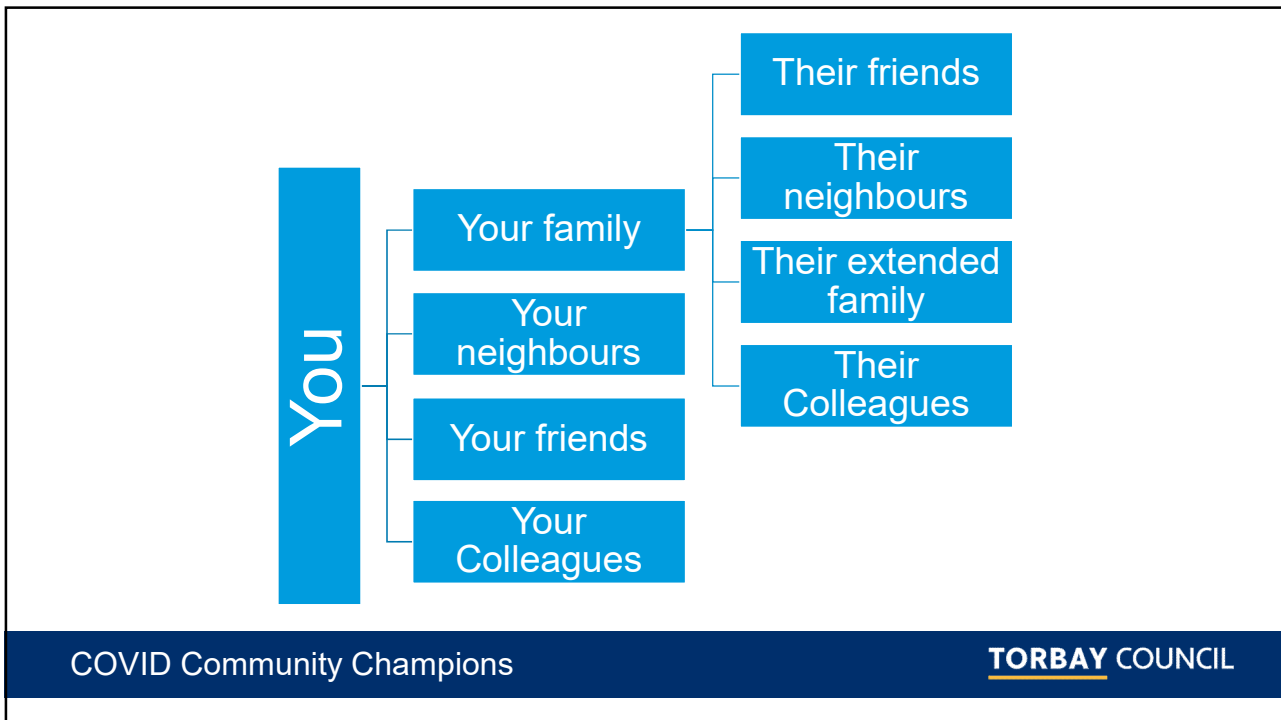 You
Your family
Your
neighbours
Your friends
Your
Colleagues
Their friends
Their
neighbours
Their extended
family
Their
Colleagues
COVID Community Champions
TORBAY COUNCIL